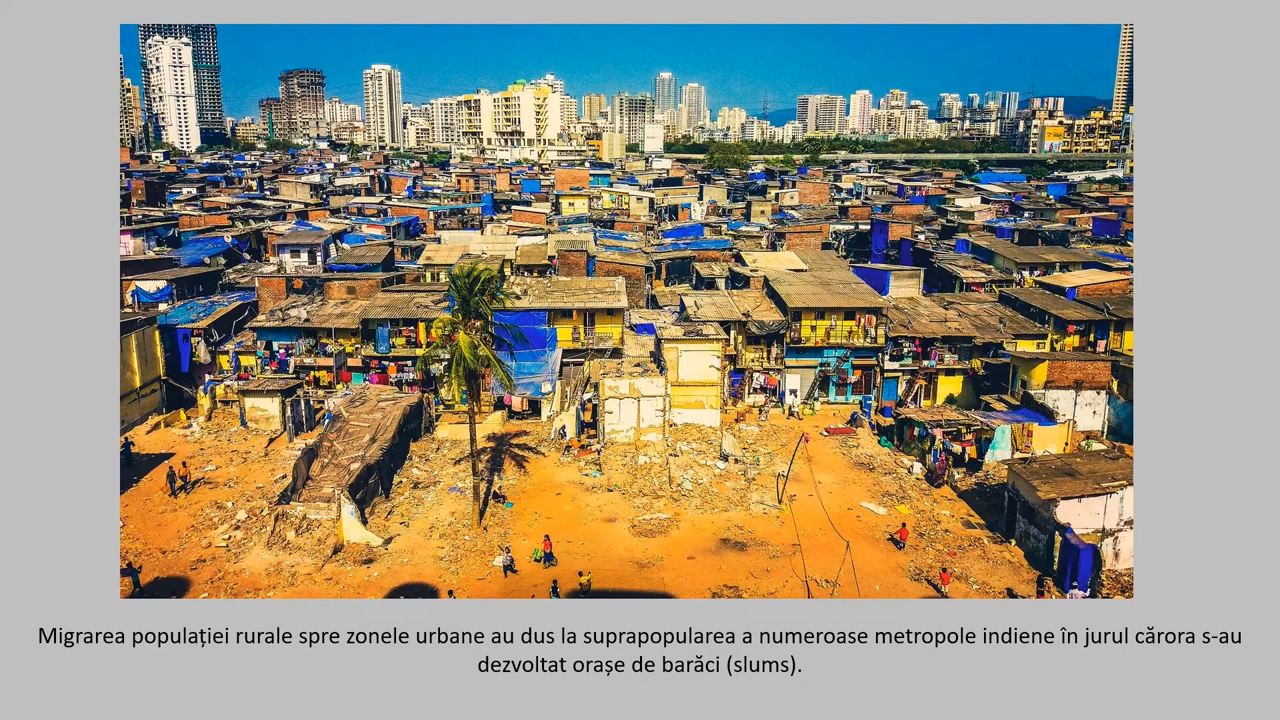 Migrarea populației rurale spre zonele urbane au dus la suprapopularea a numeroase metropole indiene în jurul cărora s-au
dezvoltat orașe de barăci (slums).